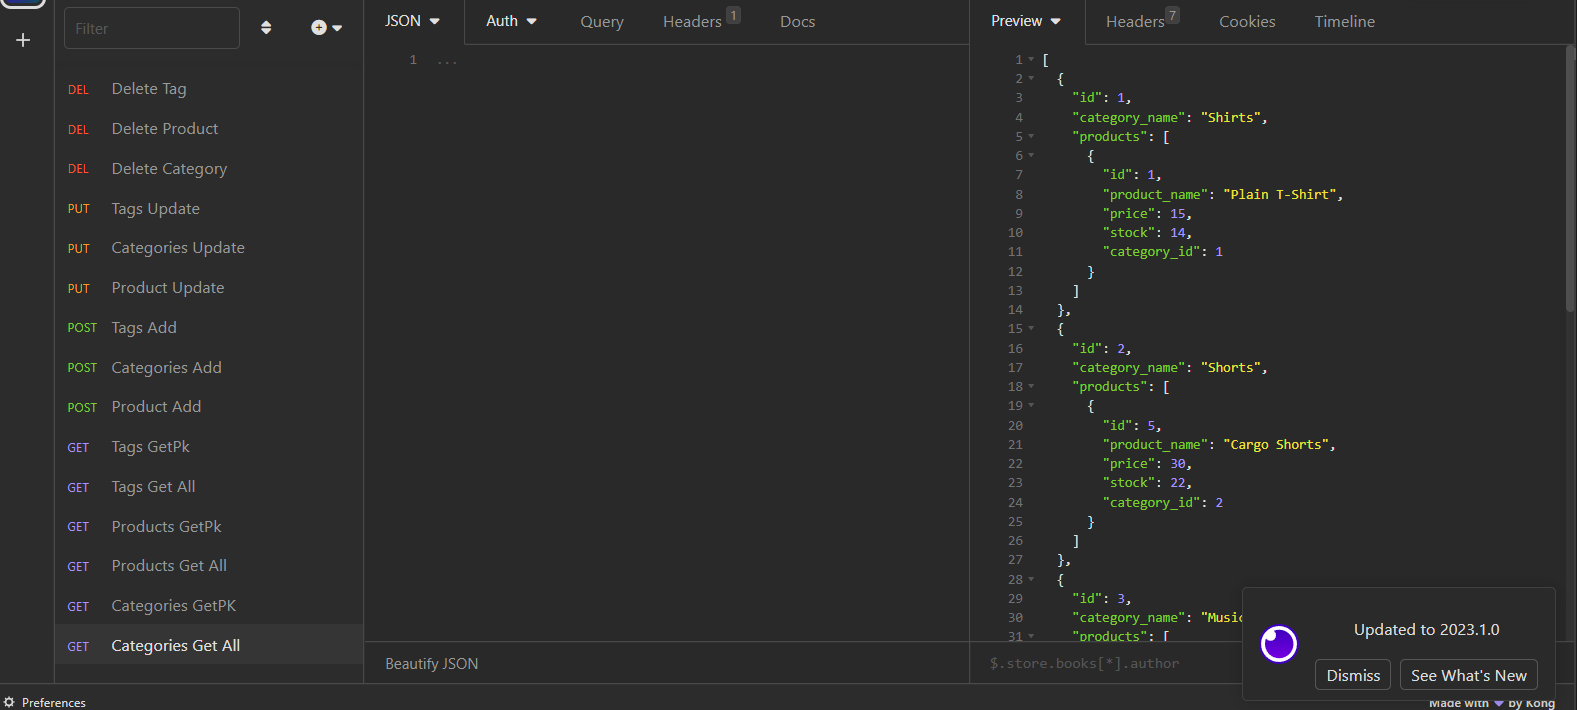 Filter
DEL Delete Tag
DEL Delete Product
DEL Delete Category
PUT Tags Update
PUT Categories Update
PUT Product Update
POST Tags Add
POST Categories Add
POST Product Add
GET Tags GetPk
GET Tags Get All
GET Products GetPk
GET Products Get All
GET Categories GetPK
GET Categories Get All
Preferences
JSON Auth Query Headers 1 Docs
1 ...
Beautify JSON
Preview Headers 7 Cookies Timeline
1 [
2 {
3 "id": 1,
4 "category_name": "Shirts",
5 "products": [
6 {
7 "id": 1,
8 "product_name": "Plain T-Shirt",
9 "price": 15,
10 "stock": 14,
11 "category_id": 1
12 }
13 ]
14 },
15 {
16 "id": 2,
17 "category_name": "Shorts",
18 "products": [
19 {
20 "id": 5,
21 "product_name": "Cargo Shorts",
22 "price": 30,
23 "stock": 22,
24 "category_id": 2
25 }
26 ]
27 },
28 {
29 "id": 3,
30 "category_name": "Music
31 "products": [
$.store.books[*].author
Updated to 2023.1.0
Dismiss See What's New
Made with by Kong